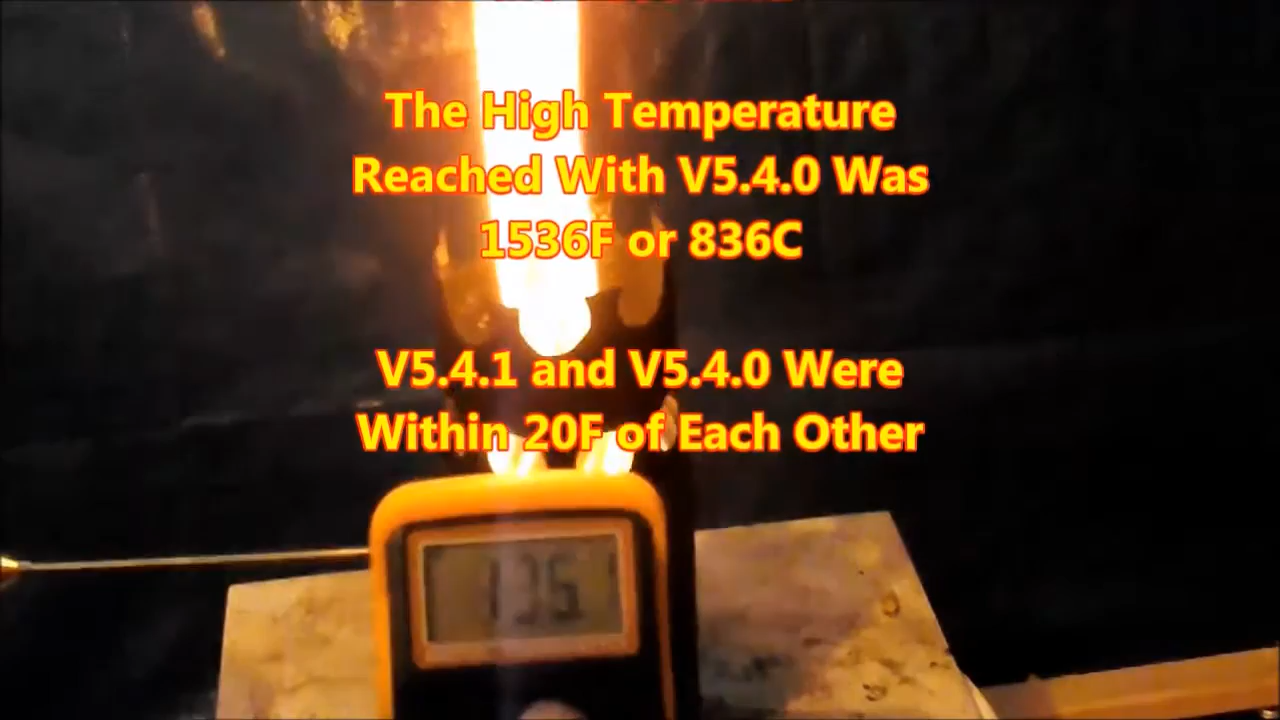 The High Temperature
Reached With V5.4.0 Was
1536F or 836C
V5.4.1 and V5.4.0 Were
Within 20F of Each Other